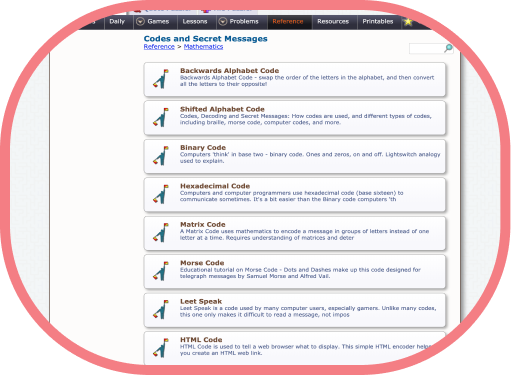 Daily Games Lessons Problems Reference Resources Printables
Codes and Secret Messages
Reference > Mathematics
Backwards Alphabet Code
Backwards Alphabet Code - swap the order of the letters in the alphabet, and then convert
all the letters to their opposite!
Shifted Alphabet Code
Codes, Decoding and Secret Messages: How codes are used, and different types of codes,
including braille, morse code, computer codes, and more.
Binary Code
Computers 'think' in base two - binary code. Ones and zeros, on and off. Lightswitch analogy
used to explain.
Hexadecimal Code
Computers and computer programmers use hexadecimal code (base sixteen) to
communicate sometimes. It's a bit easier than the Binary code computers 'th
Matrix Code
A Matrix Code uses mathematics to encode a message in groups of letters instead of one
letter at a time. Requires understanding of matrices and deter
Morse Code
Educational tutorial on Morse Code - Dots and Dashes make up this code designed for
telegraph messages by Samuel Morse and Alfred Vail.
Leet Speak
Leet Speak is a code used by many computer users, especially gamers. Unlike many codes,
this one only makes it difficult to read a message, not impos
HTML Code
HTML Code is used to tell a web browser what to display. This simple HTML encoder helps
you create an HTML web link.